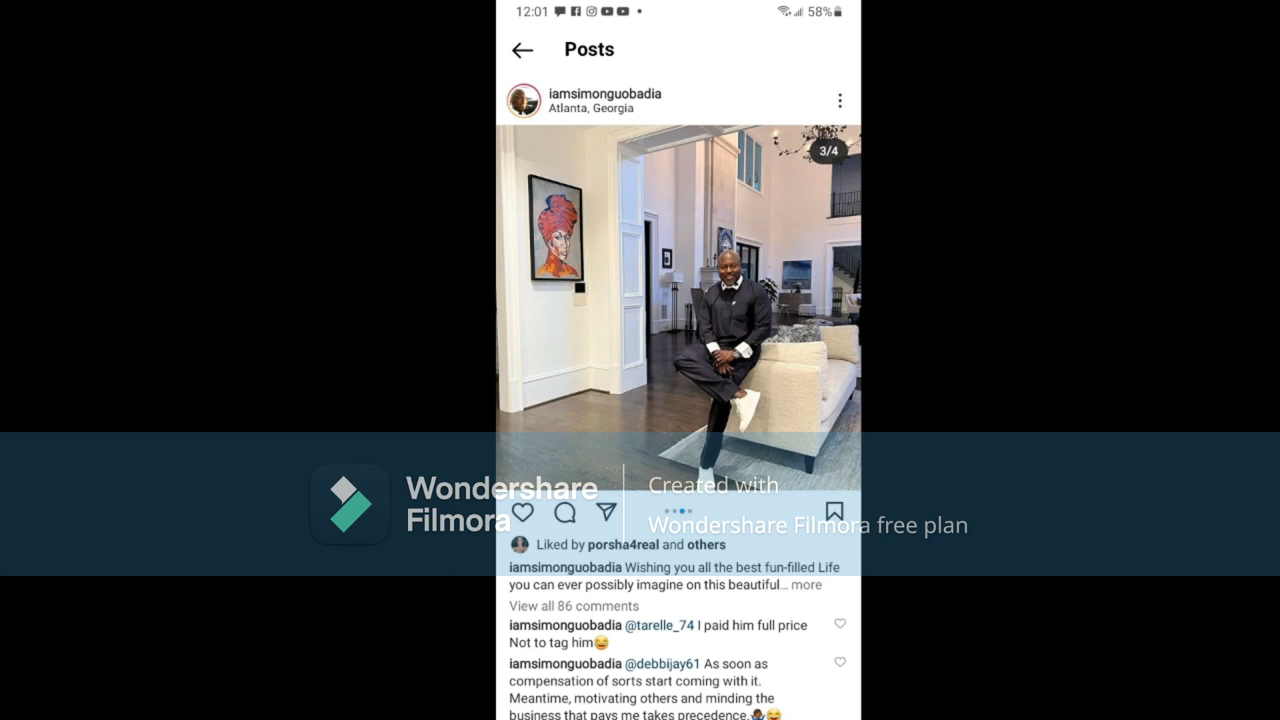 12:01
58%
Posts
iamsimonguobadia
Atlanta, Georgia
3/4
Wondershare
Filmora
Created with
Wondershare Filmora free plan
Liked by porsha4real and others
iamsimonguobadia Wishing you all the best fun-filled Life
you can ever possibly imagine on this beautiful... more
View all 86 comments
iamsimonguobadia @tarelle_74 I paid him full price
Not to tag him😂
iamsimonguobadia @debbijay61 As soon as
compensation of sorts start coming with it.
Meantime, motivating others and minding the
business that pays me takes precedence.🤷🏾‍♂️😂